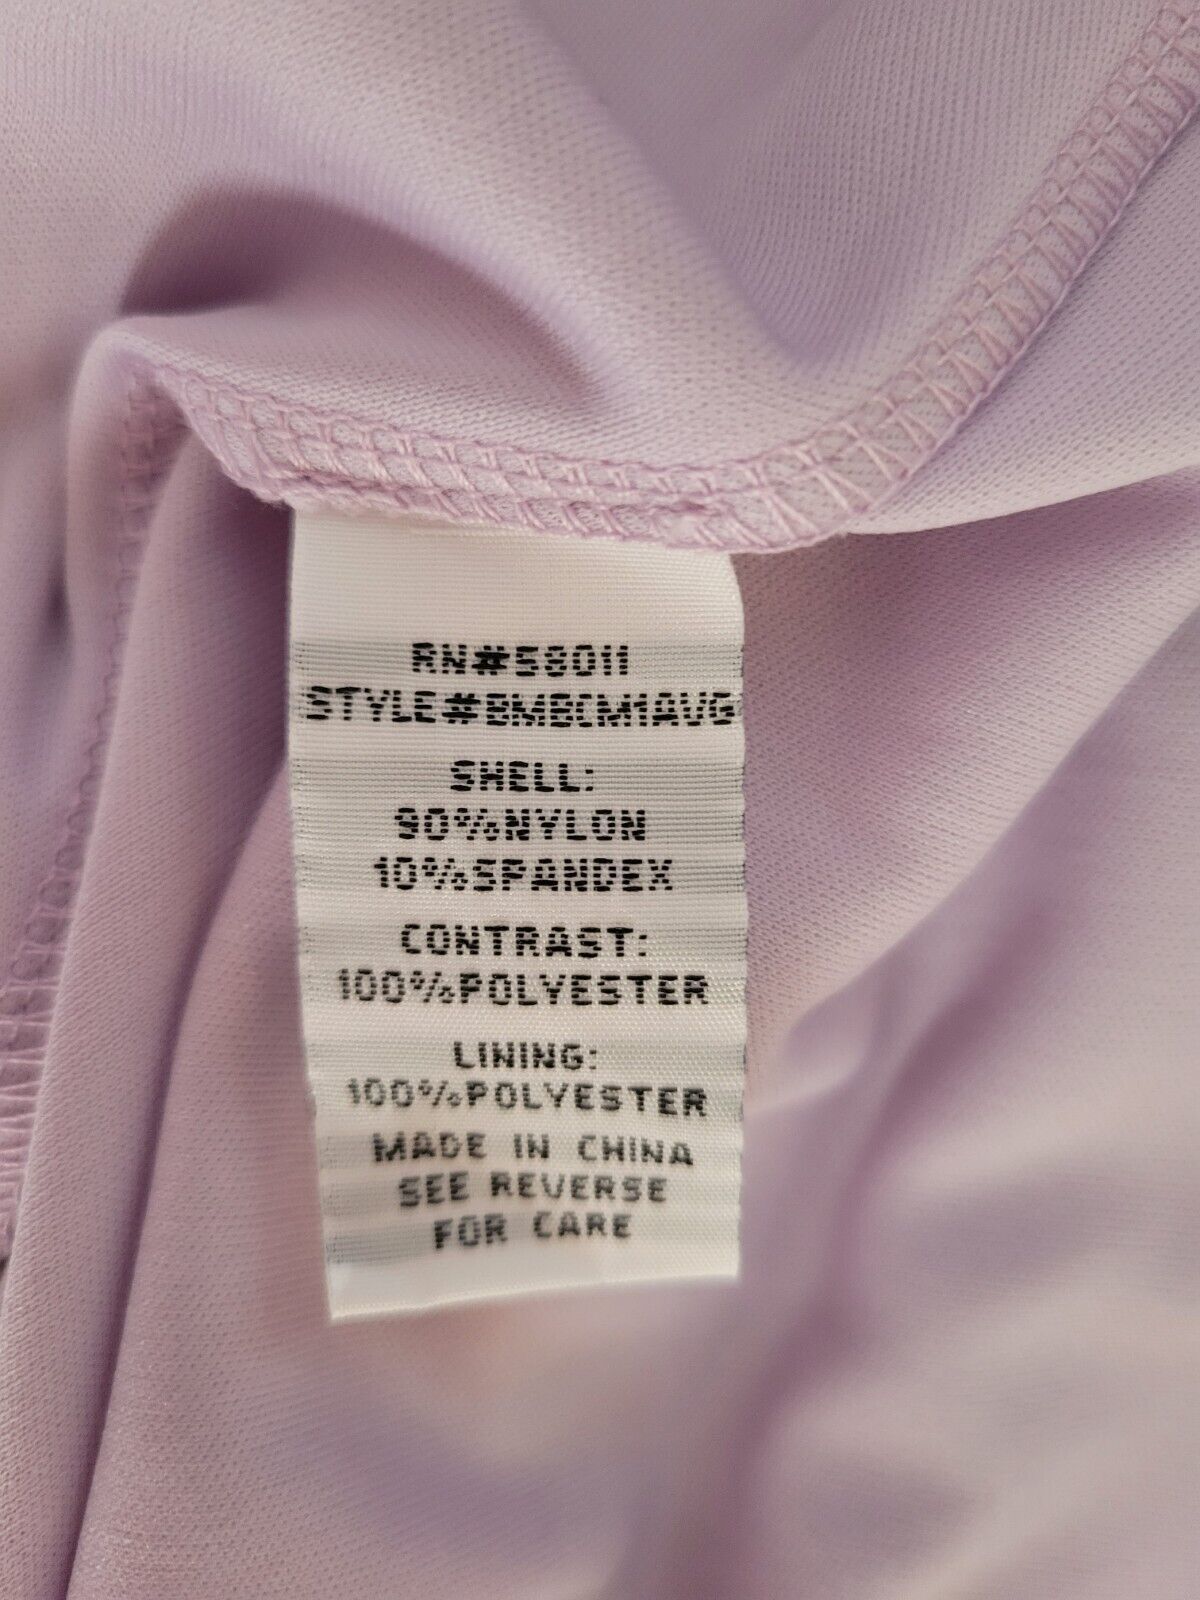 RN#58011
STYLE#BMBCM1AVG
SHELL:
90%NYLON
10%SPANDEX
CONTRAST:
100%POLYESTER
LINING:
100%POLYESTER
MADE IN CHINA
SEE REVERSE
FOR CARE